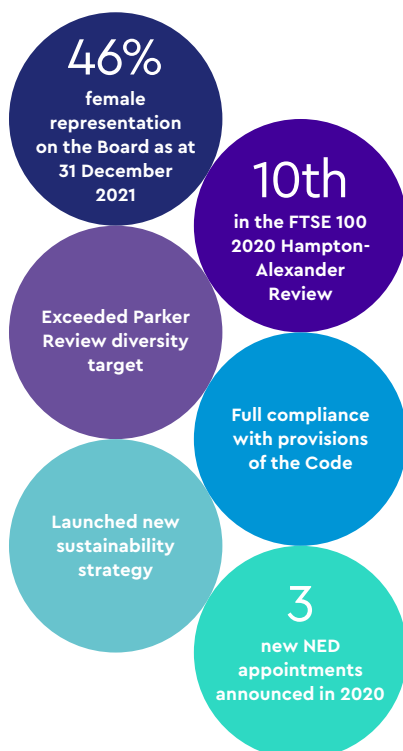 46%
female
representation
on the Board as at
31 December
2021
10th
in the FTSE 100
2020 Hampton-
Alexander
Review
Exceeded Parker
Review diversity
target
Full compliance
with provisions
of the Code
Launched new
sustainability
strategy
3
new NED
appointments
announced in 2020